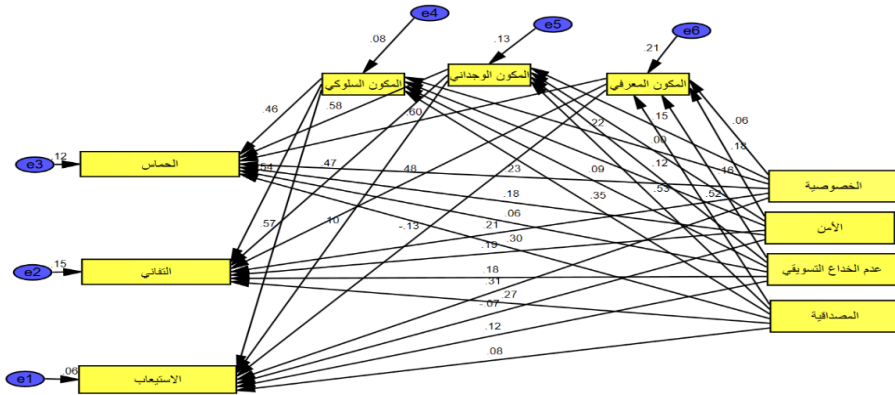 e4
e5
e6
.08
.13
.21
المكون السلوكي
المكون الوجداني
المكون المعرفي
.46
.58
.60
.22
.15
.06
.09
.18
.12
.16
e3
.12
الحماس
.54
.47
.48
.23
.09
.53
.52
.35
الخصوصية
.18
.06
.57
.10
-.13
.21
.30
.19
الأمن
e2
.15
التفاني
.18
.31
.27
-.07
عدم الخداع التسويقي
.12
.08
المصداقية
e1
.06
الاستيعاب